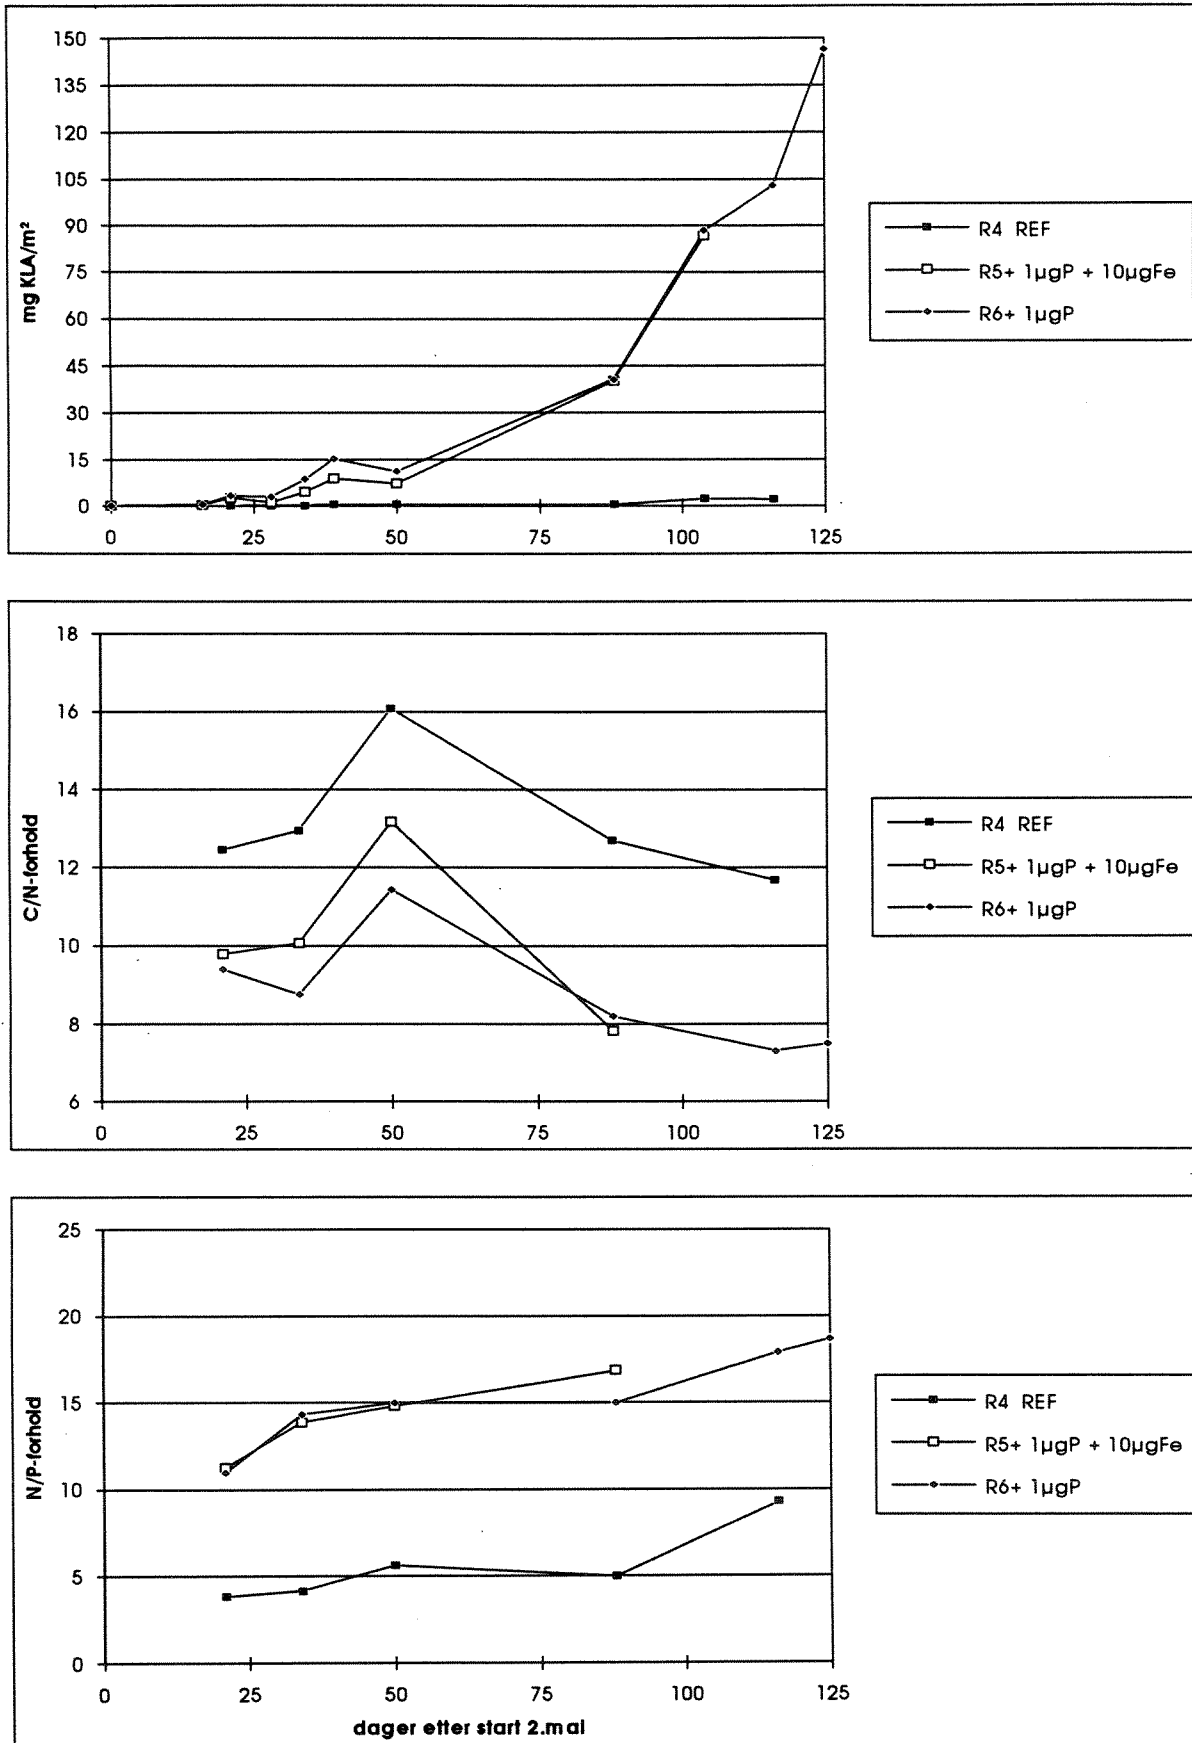 150
135
120
105
90
75
60
45
30
15
0
mg KLA/m²
0 25 50 75 100 125
R4 REF
R5+ 1µgP + 10µgFe
R6+ 1µgP
18
16
14
12
10
8
6
C/N-forhold
0 25 50 75 100 125
R4 REF
R5+ 1µgP + 10µgFe
R6+ 1µgP
25
20
15
10
5
0
N/P-forhold
0 25 50 75 100 125
dager etter start 2.mai
R4 REF
R5+ 1µgP + 10µgFe
R6+ 1µgP